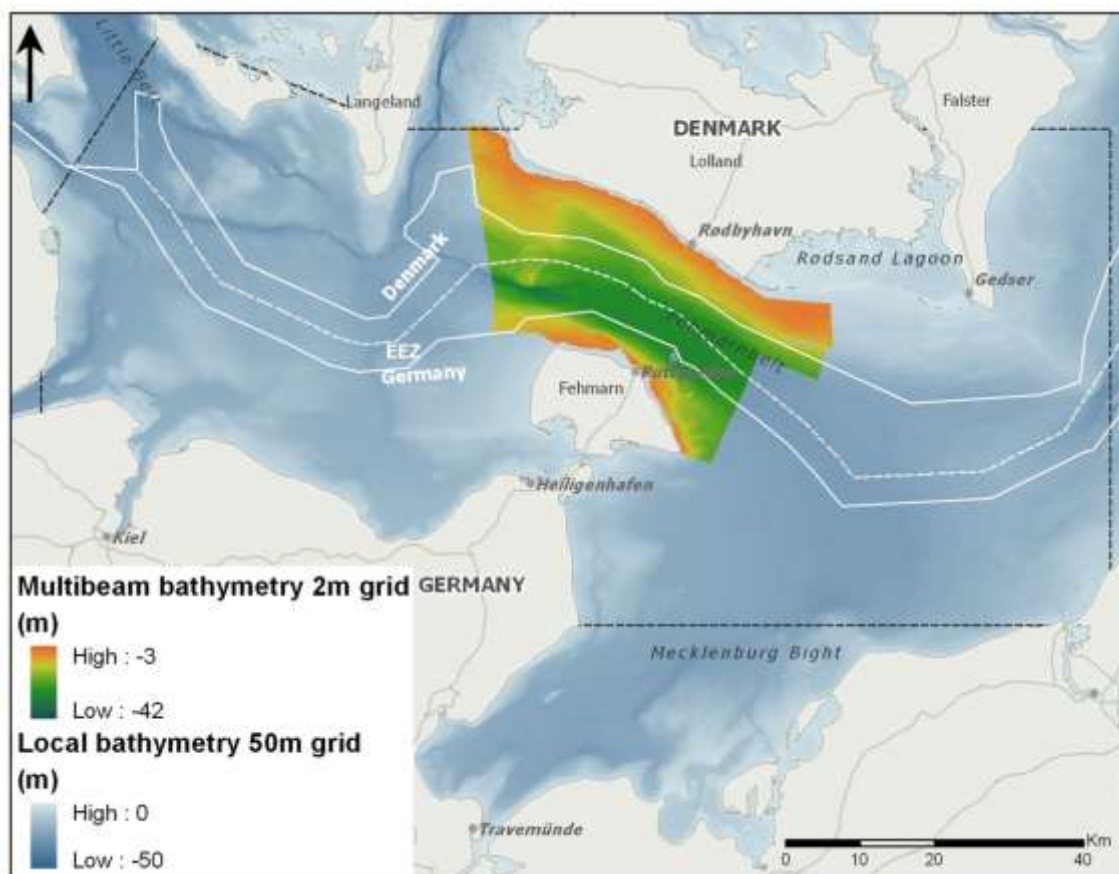 Langeland
DENMARK
Falster
Lolland
Rødbyhavn
Rodsand Lagoon
Gedser
Denmark
EEZ
Germany
Fehmarn
Heiligenhafen
Kiel
GERMANY
Mecklenburg Bight
Travemünde
Multibeam bathymetry 2m grid
(m)
High : -3
Low : -42
Local bathymetry 50m grid
(m)
High : 0
Low : -50
Km
0 10 20 40